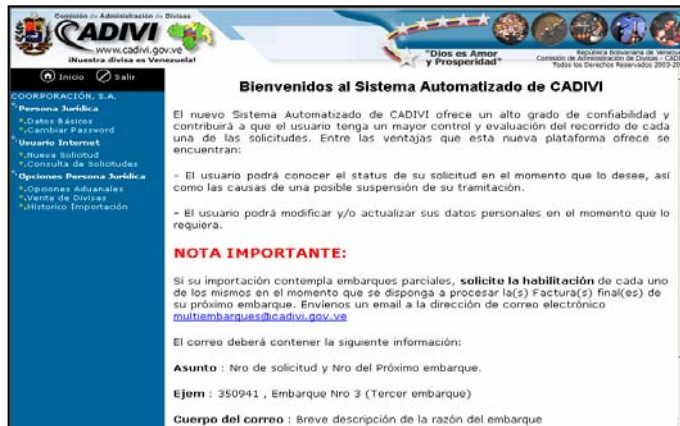 Comisión de Administración de Divisas
CADIVI
www.cadivi.gov.ve
¡Nuestra divisa es Venezuela!
"Dios es Amor
y Prosperidad"
República Bolivariana de
Comisión de Administración de Divisas -
Todos los Derechos Reservados
Inicio Salir
COORPORACIÓN, S.A.
Persona Jurídica
Datos Básicos
Cambiar Password
Usuario Internet
Nueva Solicitud
Consulta de Solicitudes
Opciones Persona Jurídica
Opciones Aduanales
Venta de Divisas
Historico Importación
Bienvenidos al Sistema Automatizado de CADIVI
El nuevo Sistema Automatizado de CADIVI ofrece un alto grado de confiabilidad y
contribuirá a que el usuario tenga un mayor control y evaluación del recorrido de cada
una de las solicitudes. Entre las ventajas que esta nueva plataforma ofrece se
encuentran:
- El usuario podrá conocer el status de su solicitud en el momento que lo desee, así
como las causas de una posible suspensión de su tramitación.
- El usuario podrá modificar y/o actualizar sus datos personales en el momento que lo
requiera.
NOTA IMPORTANTE:
Si su importación contempla embarques parciales, solicite la habilitación de cada uno
de los mismos en el momento que se disponga a procesar la(s) Factura(s) final(es) de
su próximo embarque. Envíenos un email a la dirección de correo electrónico
multiembarques@cadivi.gov.ve
El correo deberá contener la siguiente información:
Asunto : Nro de solicitud y Nro del Próximo embarque.
Ejem : 350941 , Embarque Nro 3 (Tercer embarque)
Cuerpo del correo : Breve descripción de la razón del embarque